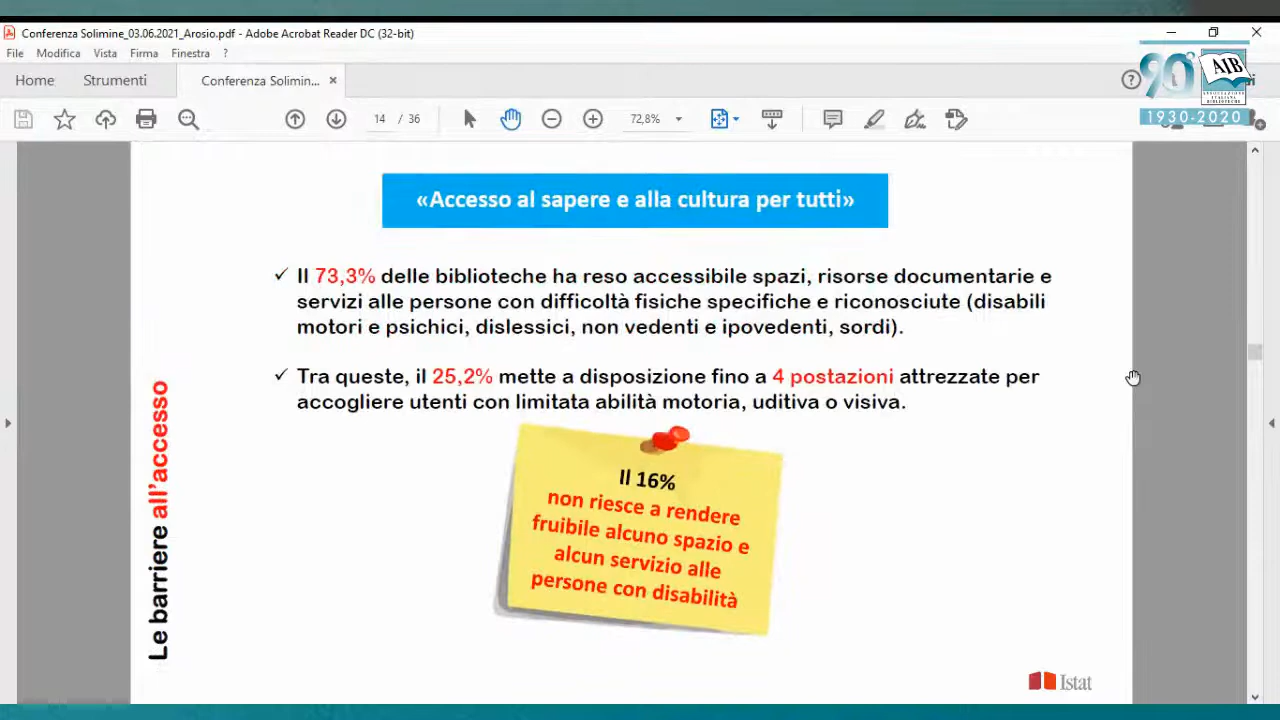 Conferenza Solimine_03.06.2021_Arosio.pdf - Adobe Acrobat Reader DC (32-bit)
File Modifica Vista Firma Finestra ?
Home Strumenti Conferenza Solimin... ×
14 / 36 72,8%
90°
AIB
ASSOCIAZIONE ITALIANA BIBLIOTECHE
1930-2020
«Accesso al sapere e alla cultura per tutti»
✓ Il 73,3% delle biblioteche ha reso accessibile spazi, risorse documentarie e
servizi alle persone con difficoltà fisiche specifiche e riconosciute (disabili
motori e psichici, dislessici, non vedenti e ipovedenti, sordi).
✓ Tra queste, il 25,2% mette a disposizione fino a 4 postazioni attrezzate per
accogliere utenti con limitata abilità motoria, uditiva o visiva.
Le barriere all'accesso
Il 16%
non riesce a rendere
fruibile alcuno spazio e
alcun servizio alle
persone con disabilità
Istat